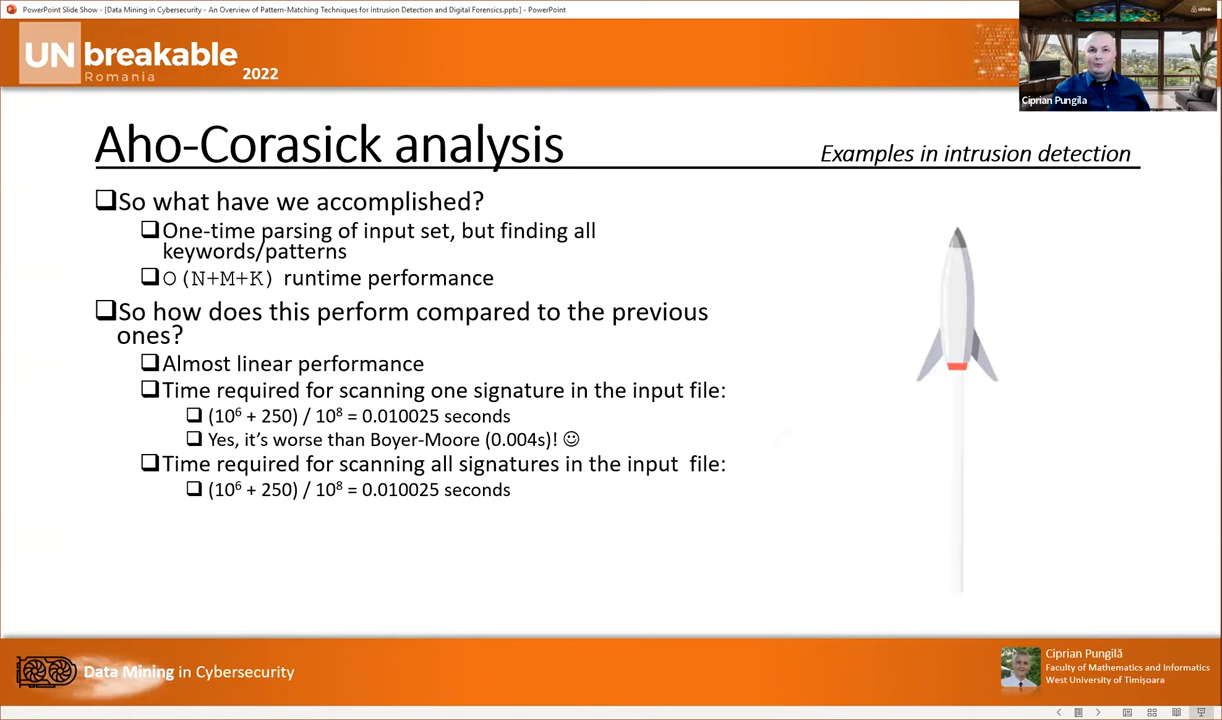 PowerPoint Slide Show - [Data Mining in Cybersecurity - An Overview of Pattern-Matching Techniques for Intrusion Detection and Digital Forensics.pptx] - PowerPoint
UNbreakable
Romania 2022
Ciprian Pungila
Aho-Corasick analysis
Examples in intrusion detection
So what have we accomplished?
One-time parsing of input set, but finding all
keywords/patterns
O(N+M+K) runtime performance
So how does this perform compared to the previous
ones?
Almost linear performance
Time required for scanning one signature in the input file:
(10⁶ + 250) / 10⁸ = 0.010025 seconds
Yes, it's worse than Boyer-Moore (0.004s)! ☺
Time required for scanning all signatures in the input file:
(10⁶ + 250) / 10⁸ = 0.010025 seconds
Data Mining in Cybersecurity
Ciprian Pungilă
Faculty of Mathematics and Informatics
West University of Timișoara